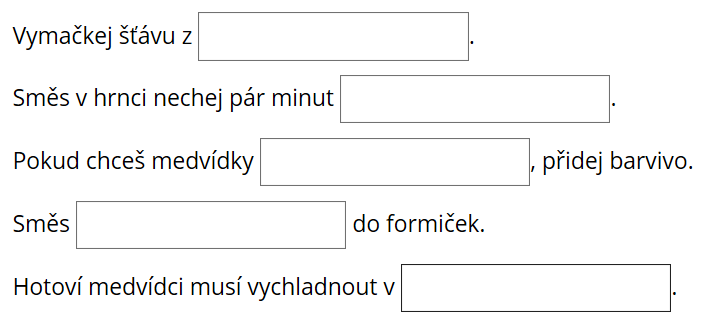 Vymačkej šťávu z .
Směs v hrnci nechej pár minut .
Pokud chceš medvídky , přidej barvivo.
Směs do formiček.
Hotoví medvídci musí vychladnout v .